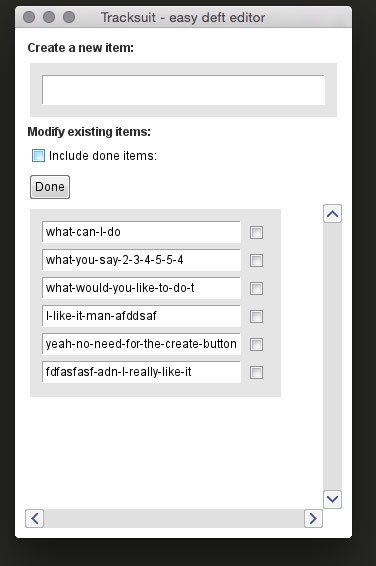 Tracksuit - easy deft editor
Create a new item:
Modify existing items:
Include done items:
Done
what-can-I-do
what-you-say-2-3-4-5-5-4
what-would-you-like-to-do-t
I-like-it-man-afddsaf
yeah-no-need-for-the-create-button
fdfasfasf-adn-I-really-like-it